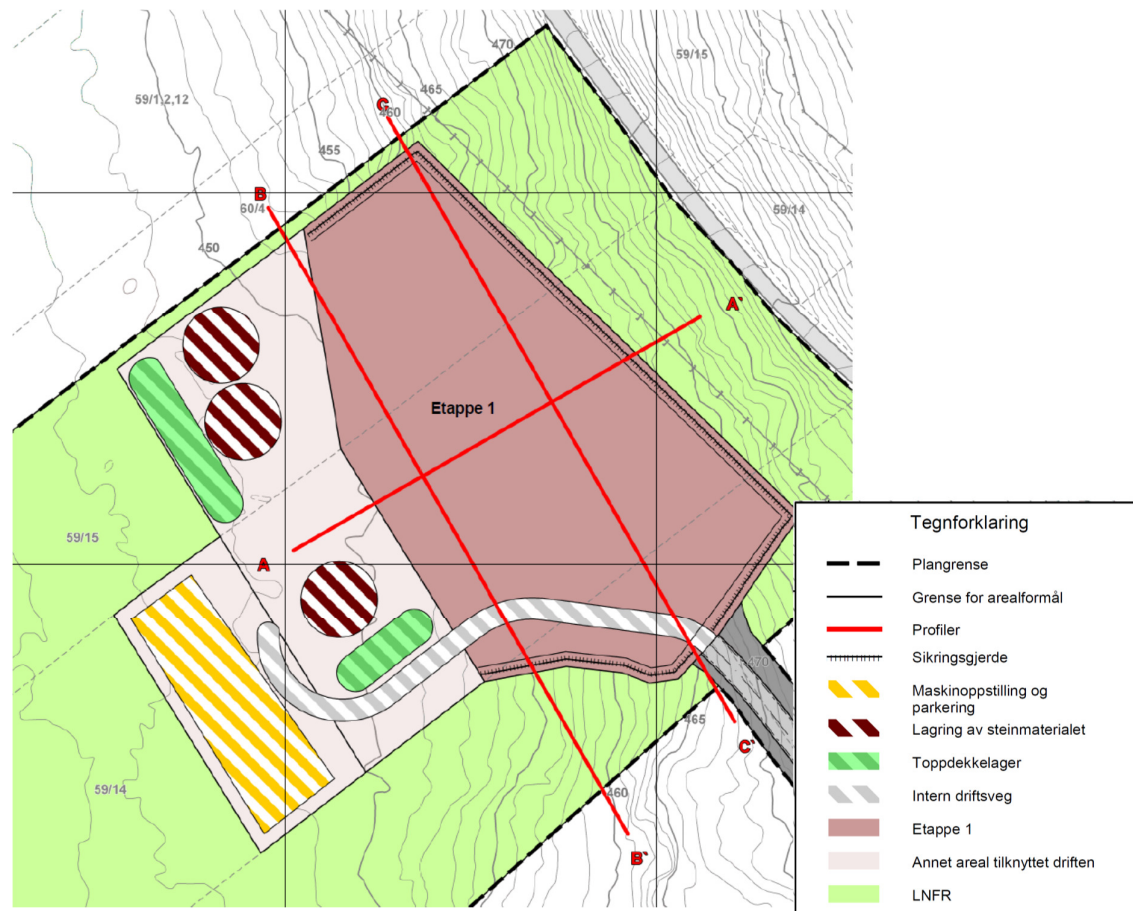 470
59/15
465
59/1,2,12
C
460
455
B
60/4
59/14
450
A`
Etappe 1
59/15
A
Tegnforklaring
Plangrense
Grense for arealformål
Profiler
Sikringsgjerde
470
Maskinoppstilling og
parkering
465
Lagring av steinmaterialet
C`
Toppdekkelager
59/14
460
Intern driftsveg
Etappe 1
B`
Annet areal tilknyttet driften
LNFR